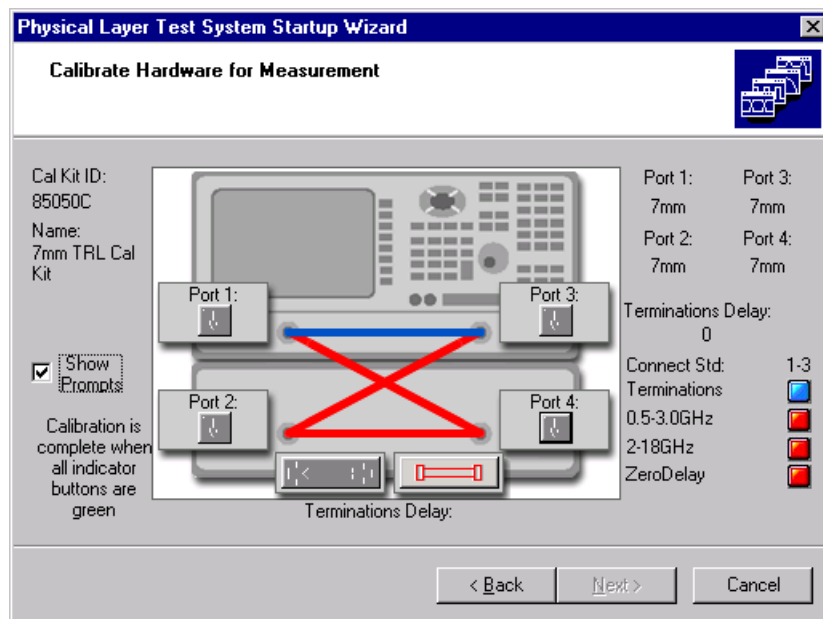 Physical Layer Test System Startup Wizard
Calibrate Hardware for Measurement
Cal Kit ID:
85050C
Name:
7mm TRL Cal
Kit
Show
Prompts
Calibration is
complete when
all indicator
buttons are
green
Port 1:
Port 3:
Port 2:
Port 4:
Terminations Delay:
Port 1: Port 3:
7mm 7mm
Port 2: Port 4:
7mm 7mm
Terminations Delay:
0
Connect Std: 1-3
Terminations
0.5-3.0GHz
2-18GHz
ZeroDelay
< Back
Next >
Cancel